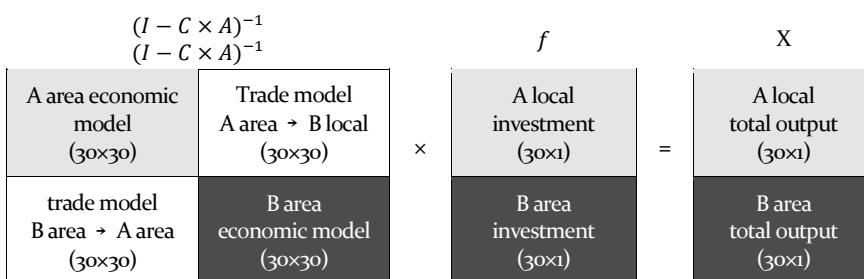 (I − C × A)⁻¹
(I − C × A)⁻¹
f
X
A area economic
model
(30×30)
Trade model
A area → B local
(30×30)
×
A local
investment
(30×1)
=
A local
total output
(30×1)
trade model
B area → A area
(30×30)
B area
economic model
(30×30)
B area
investment
(30×1)
B area
total output
(30×1)